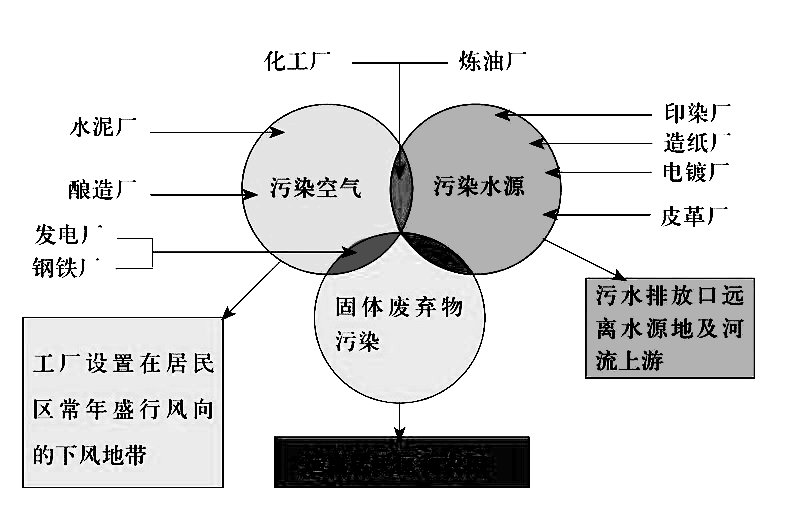 化工厂
炼油厂
水泥厂
酿造厂
发电厂
钢铁厂
印染厂
造纸厂
电镀厂
皮革厂
污染空气
污染水源
固体废弃物
污染
工厂设置在居民
区常年盛行风向
的下风地带
污水排放口远
离水源地及河
流上游